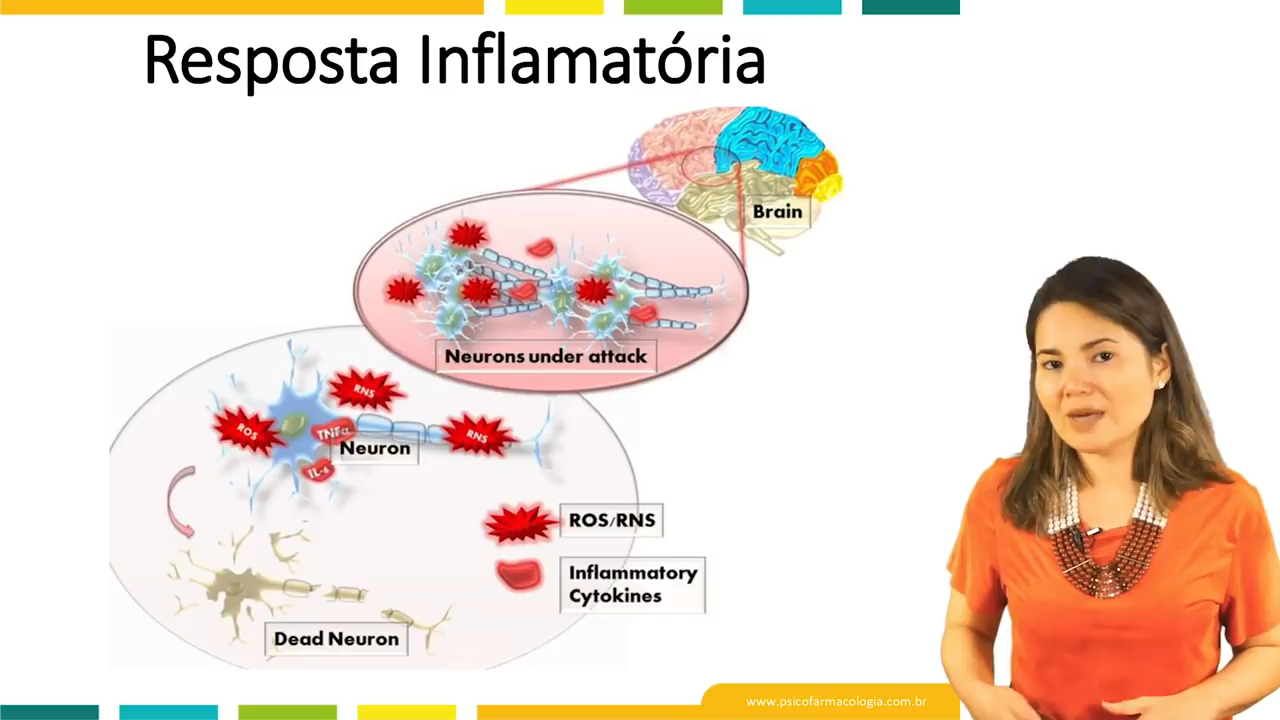 Resposta Inflamatória
Brain
Neurons under attack
RNS
ROS
TNFα
RNS
Neuron
IL-6
ROS/RNS
Inflammatory
Cytokines
Dead Neuron
www.psicofarmacologia.com.br